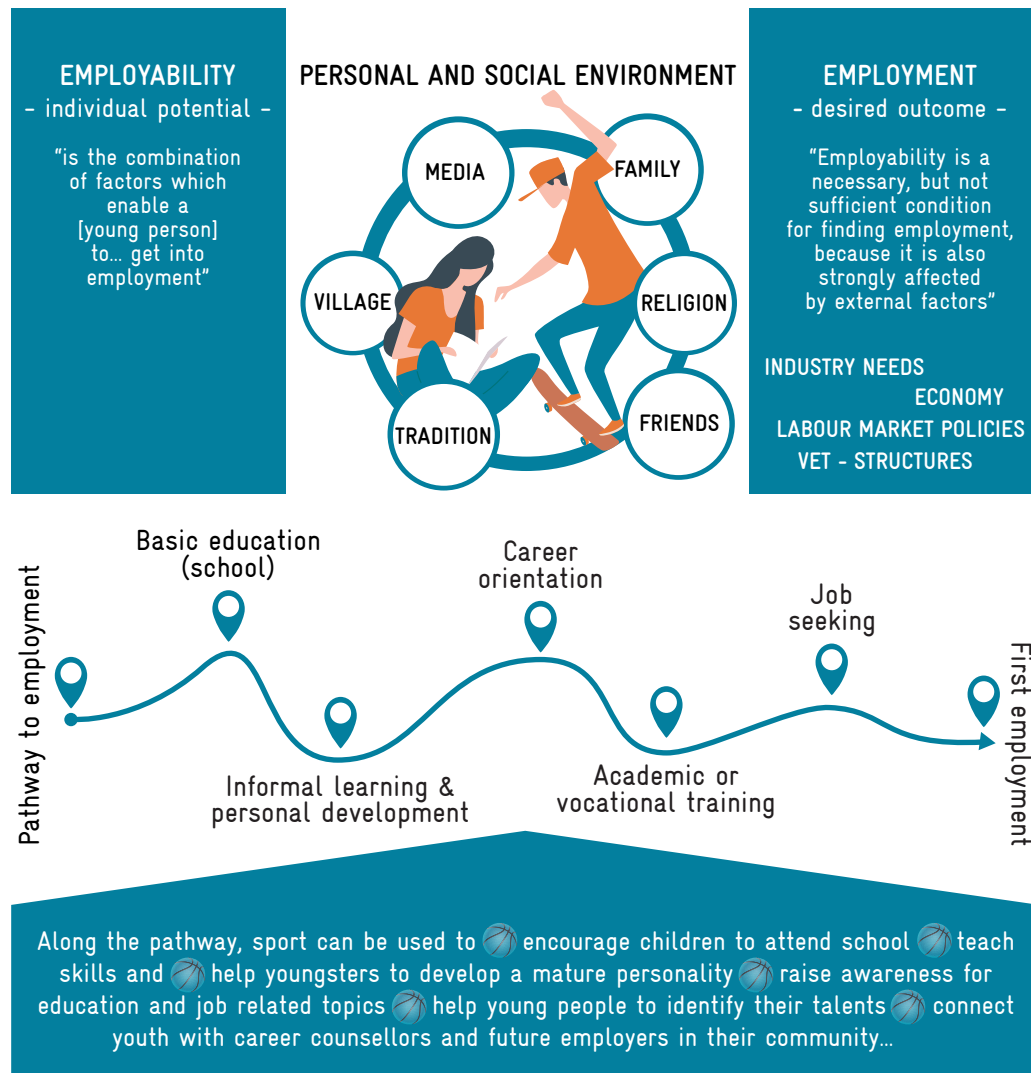 EMPLOYABILITY
- individual potential -
"is the combination
of factors which
enable a
[young person]
to... get into
employment"
PERSONAL AND SOCIAL ENVIRONMENT
MEDIA
FAMILY
VILLAGE
RELIGION
TRADITION
FRIENDS
EMPLOYMENT
- desired outcome -
"Employability is a
necessary, but not
sufficient condition
for finding employment,
because it is also
strongly affected
by external factors"
INDUSTRY NEEDS
ECONOMY
LABOUR MARKET POLICIES
VET - STRUCTURES
Pathway to employment
Basic education
(school)
Informal learning &
personal development
Career
orientation
Academic or
vocational training
Job
seeking
First employment
Along the pathway, sport can be used to encourage children to attend school teach
skills and help youngsters to develop a mature personality raise awareness for
education and job related topics help young people to identify their talents connect
youth with career counsellors and future employers in their community...